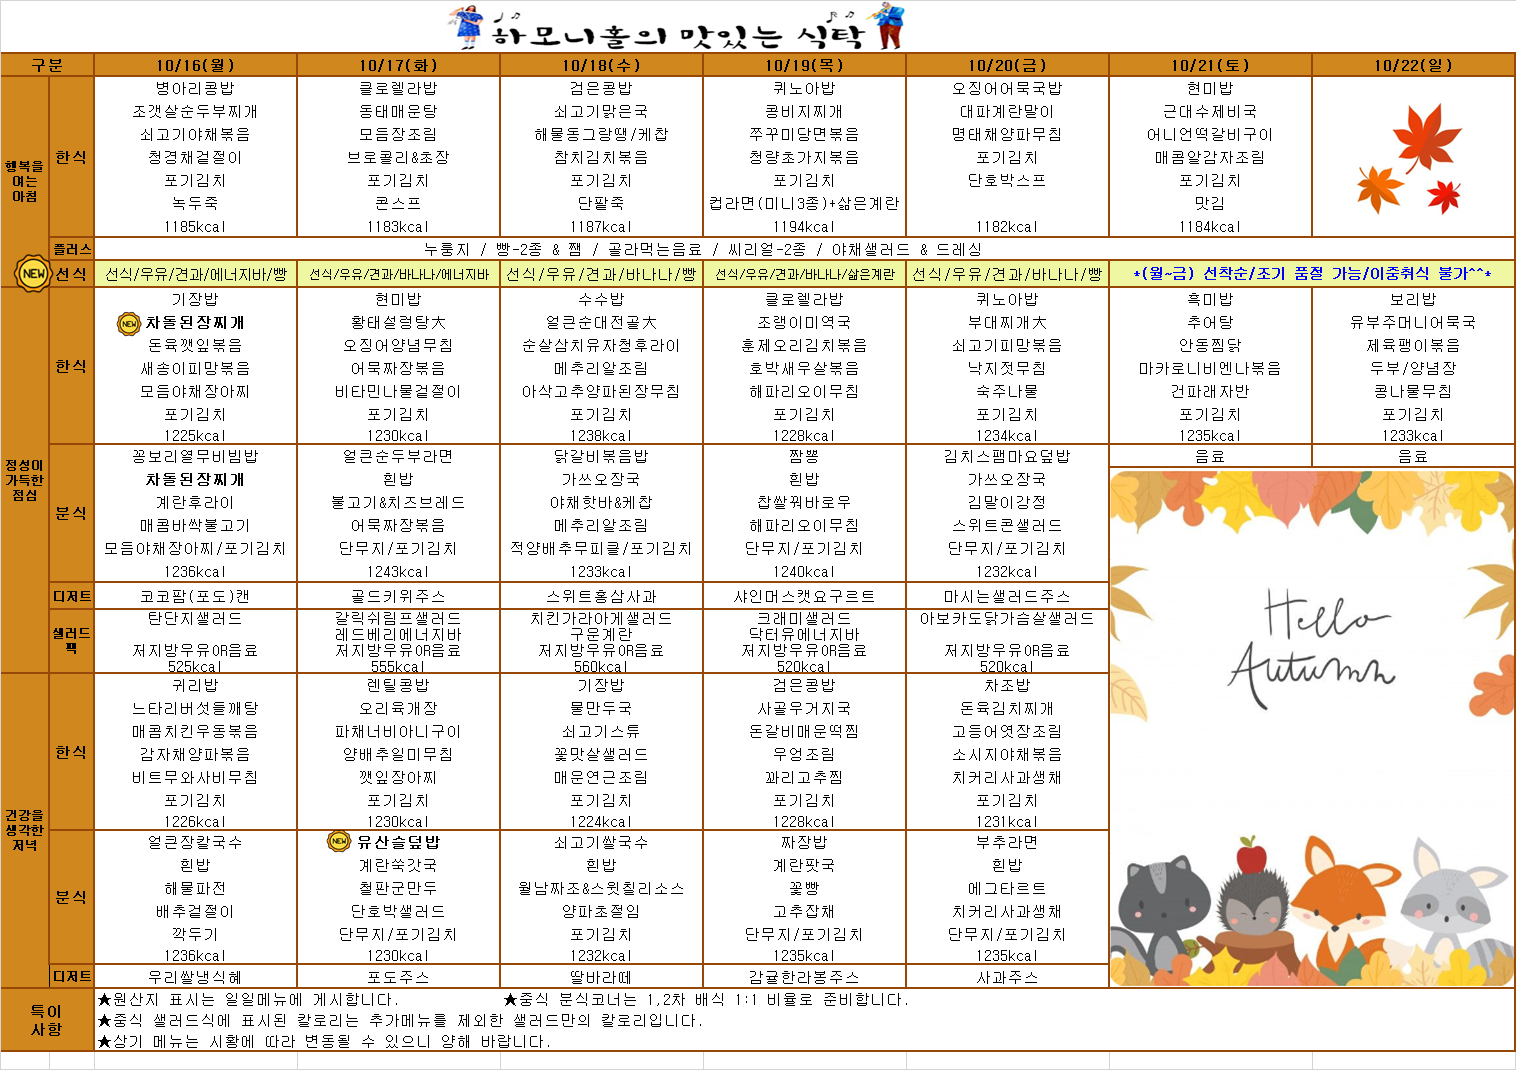 하모니홀의 맛있는 식탁
구분 10/16(월) 10/17(화) 10/18(수) 10/19(목) 10/20(금) 10/21(토) 10/22(일)
행복을
여는
아침
한식
병아리콩밥 클로렐라밥 검은콩밥 퀴노아밥 오징어어묵국밥 현미밥
조갯살순두부찌개 동태매운탕 쇠고기맑은국 콩비지찌개 대파계란말이 근대수제비국
쇠고기야채볶음 모듬장조림 해물동그랑땡/케찹 쭈꾸미당면볶음 명태채양파무침 어니언떡갈비구이
청경채겉절이 브로콜리&초장 참치김치볶음 청량초가지볶음 포기김치 매콤알감자조림
포기김치 포기김치 포기김치 포기김치 단호박스프 포기김치
녹두죽 콘스프 단팥죽 컵라면(미니3종)+삶은계란 맛김
1185kcal 1183kcal 1187kcal 1194kcal 1182kcal 1184kcal
플러스 누룽지 / 빵-2종 & 쨈 / 골라먹는음료 / 씨리얼-2종 / 야채샐러드 & 드레싱
NEW 선식 선식/우유/견과/에너지바/빵 선식/우유/견과/바나나/에너지바 선식/우유/견과/바나나/빵 선식/우유/견과/바나나/삶은계란 선식/우유/견과/바나나/빵 *(월~금) 선착순/조기 품절 가능/이중취식 불가^^*
정성이
가득한
점심
한식
기장밥 현미밥 수수밥 클로렐라밥 퀴노아밥 흑미밥 보리밥
NEW 차돌된장찌개 황태설렁탕大 얼큰순대전골大 조랭이미역국 부대찌개大 추어탕 유부주머니어묵국
돈육깻잎볶음 오징어양념무침 순살삼치유자청후라이 훈제오리김치볶음 쇠고기피망볶음 안동찜닭 제육팽이볶음
새송이피망볶음 어묵짜장볶음 메추리알조림 호박새우살볶음 낙지젓무침 마카로니비엔나볶음 두부/양념장
모듬야채장아찌 비타민나물겉절이 아삭고추양파된장무침 해파리오이무침 숙주나물 건파래자반 콩나물무침
포기김치 포기김치 포기김치 포기김치 포기김치 포기김치 포기김치
1225kcal 1230kcal 1238kcal 1228kcal 1234kcal 1235kcal 1233kcal
분식
꽁보리열무비빔밥 얼큰순두부라면 닭갈비볶음밥 짬뽕 김치스팸마요덮밥 음료 음료
차돌된장찌개 흰밥 가쓰오장국 흰밥 가쓰오장국
계란후라이 불고기&치즈브레드 야채핫바&케찹 찹쌀꿔바로우 김말이강정
매콤바싹불고기 어묵짜장볶음 메추리알조림 해파리오이무침 스위트콘샐러드
모듬야채장아찌/포기김치 단무지/포기김치 적양배추무피클/포기김치 단무지/포기김치 단무지/포기김치
1236kcal 1243kcal 1233kcal 1240kcal 1232kcal
디저트 코코팜(포도)캔 골드키위주스 스위트홍삼사과 샤인머스캣요구르트 마시는샐러드주스
샐러드
팩
탄단지샐러드 갈릭쉬림프샐러드 치킨가라아게샐러드 크래미샐러드 아보카도닭가슴살샐러드
레드베리에너지바 구운계란 닥터유에너지바
저지방우유OR음료 저지방우유OR음료 저지방우유OR음료 저지방우유OR음료 저지방우유OR음료
525kcal 555kcal 560kcal 520kcal 520kcal
Hello
Autumn
건강을
생각한
저녁
한식
귀리밥 렌틸콩밥 기장밥 검은콩밥 차조밥
느타리버섯들깨탕 오리육개장 물만두국 사골우거지국 돈육김치찌개
매콤치킨우동볶음 파채너비아니구이 쇠고기스튜 돈갈비매운떡찜 고등어엿장조림
감자채양파볶음 양배추일미무침 꽃맛살샐러드 우엉조림 소시지야채볶음
비트무와사비무침 깻잎장아찌 매운연근조림 꽈리고추찜 치커리사과생채
포기김치 포기김치 포기김치 포기김치 포기김치
1226kcal 1230kcal 1224kcal 1228kcal 1231kcal
분식
얼큰장칼국수 NEW 유산슬덮밥 쇠고기쌀국수 짜장밥 부추라면
흰밥 계란쑥갓국 흰밥 계란팟국 흰밥
해물파전 철판군만두 월남짜조&스윗칠리소스 꽃빵 에그타르트
배추겉절이 단호박샐러드 양파초절임 고추잡채 치커리사과생채
깍두기 단무지/포기김치 포기김치 단무지/포기김치 단무지/포기김치
1236kcal 1230kcal 1232kcal 1235kcal 1235kcal
디저트 우리쌀냉식혜 포도주스 딸바라떼 감귤한라봉주스 사과주스
특이
사항
★원산지 표시는 일일메뉴에 게시합니다. ★중식 분식코너는 1,2차 배식 1:1 비율로 준비합니다.
★중식 샐러드식에 표시된 칼로리는 추가메뉴를 제외한 샐러드만의 칼로리입니다.
★상기 메뉴는 시황에 따라 변동될 수 있으니 양해 바랍니다.